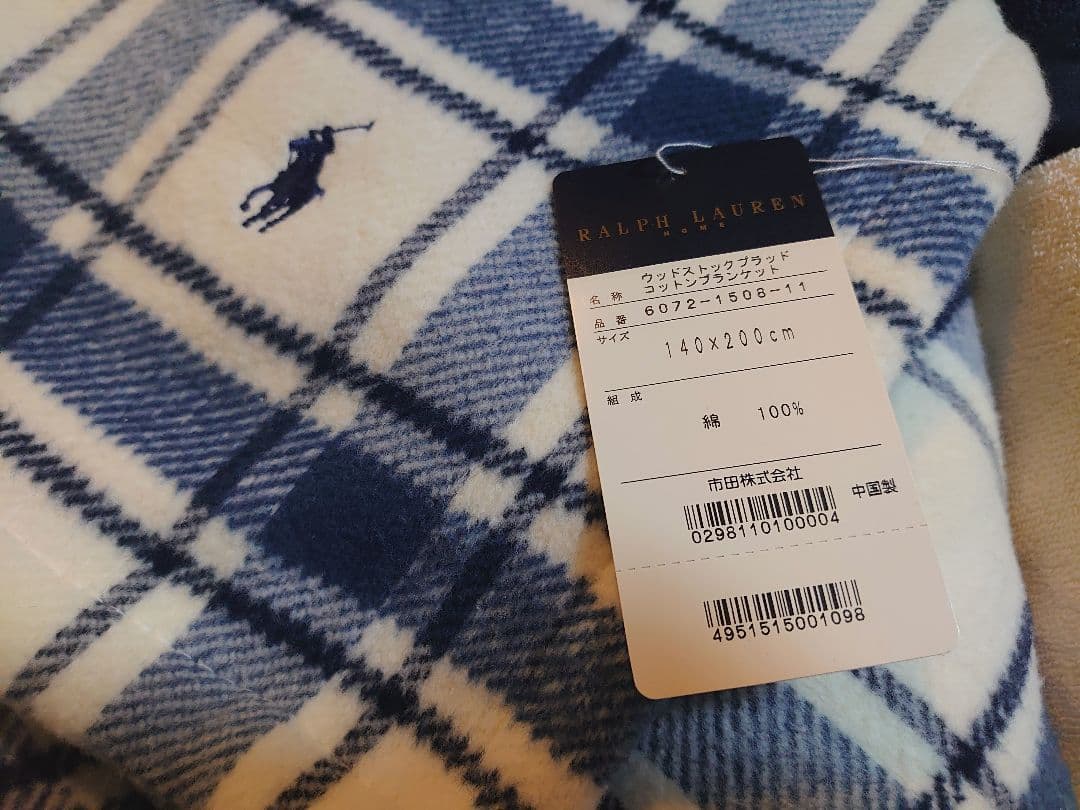 RALPH LAUREN
HOME
名称 ウッドストックプラッド
コットンブランケット
品番 6072-1508-11
サイズ 140×200cm
組成
綿 100%
市田株式会社
中国製
0298110100004
4951515001098